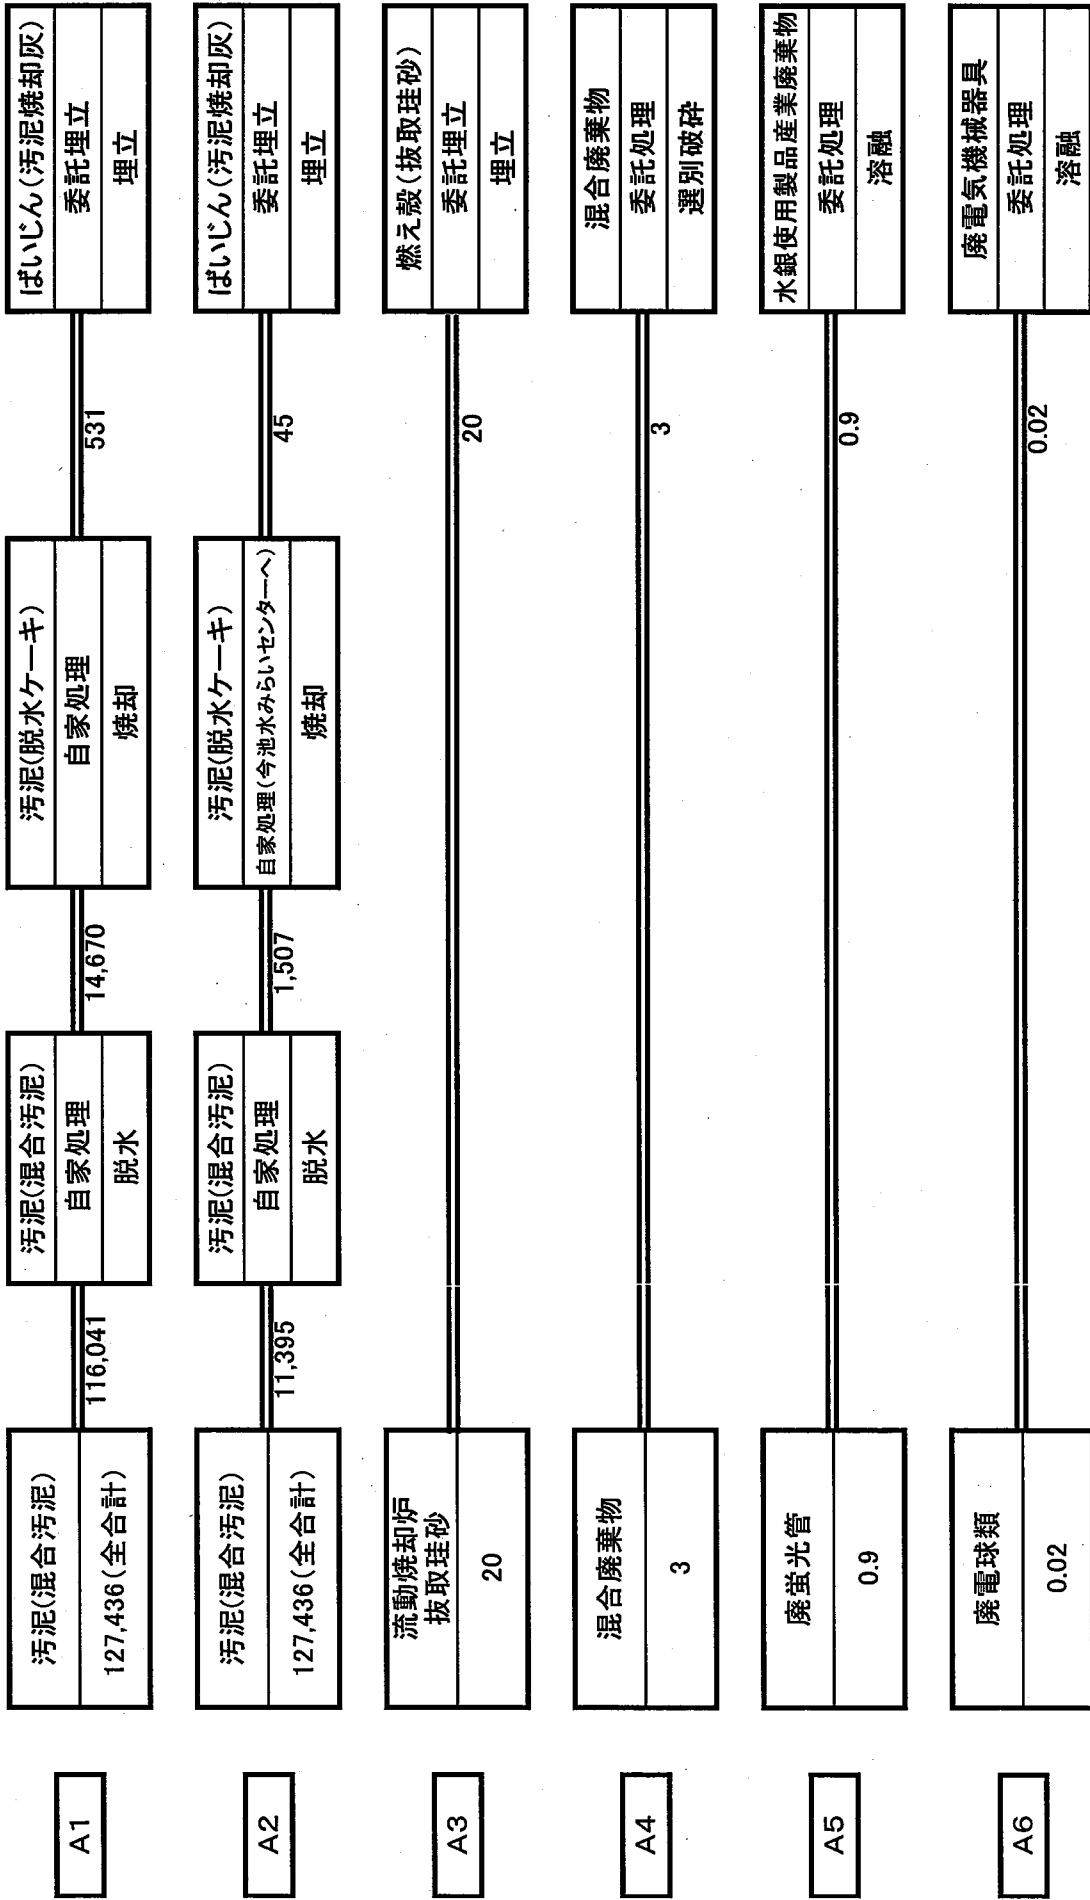 A1
汚泥(混合汚泥)
127,436(全合計)
116,041
汚泥(混合汚泥)
自家処理
脱水
14,670
汚泥(脱水ケーキ)
自家処理
焼却
531
ばいじん(汚泥焼却灰)
委託埋立
埋立
A2
汚泥(混合汚泥)
127,436(全合計)
11,395
汚泥(混合汚泥)
自家処理
脱水
1,507
汚泥(脱水ケーキ)
自家処理(今池水みらいセンターへ)
焼却
45
ばいじん(汚泥焼却灰)
委託埋立
埋立
A3
流動焼却炉
抜取珪砂
20
20
燃え殻(抜取珪砂)
委託埋立
埋立
A4
混合廃棄物
3
3
混合廃棄物
委託処理
選別破砕
A5
廃蛍光管
0.9
0.9
水銀使用製品産業廃棄物
委託処理
溶融
A6
廃電球類
0.02
0.02
廃電気機械器具
委託処理
溶融